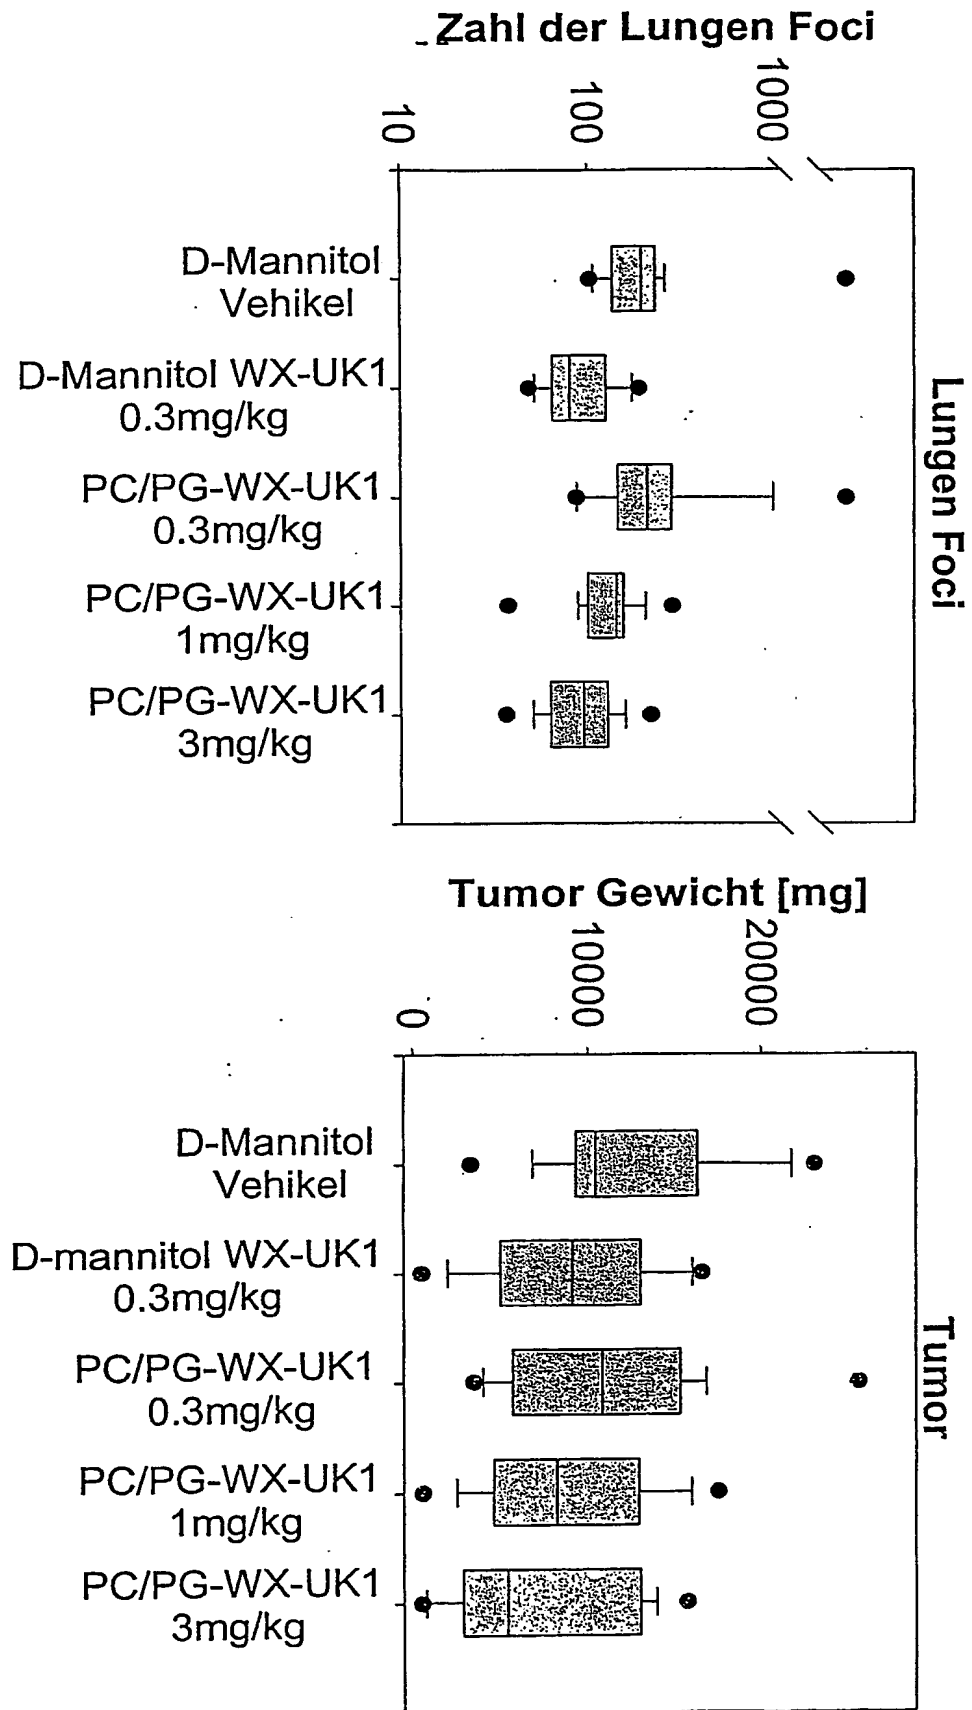 Zahl der Lungen Foci
1000
100
10
Lungen Foci
D-Mannitol
Vehikel
D-Mannitol WX-UK1
0.3mg/kg
PC/PG-WX-UK1
0.3mg/kg
PC/PG-WX-UK1
1mg/kg
PC/PG-WX-UK1
3mg/kg
Tumor Gewicht [mg]
20000
10000
0
Tumor
D-Mannitol
Vehikel
D-mannitol WX-UK1
0.3mg/kg
PC/PG-WX-UK1
0.3mg/kg
PC/PG-WX-UK1
1mg/kg
PC/PG-WX-UK1
3mg/kg